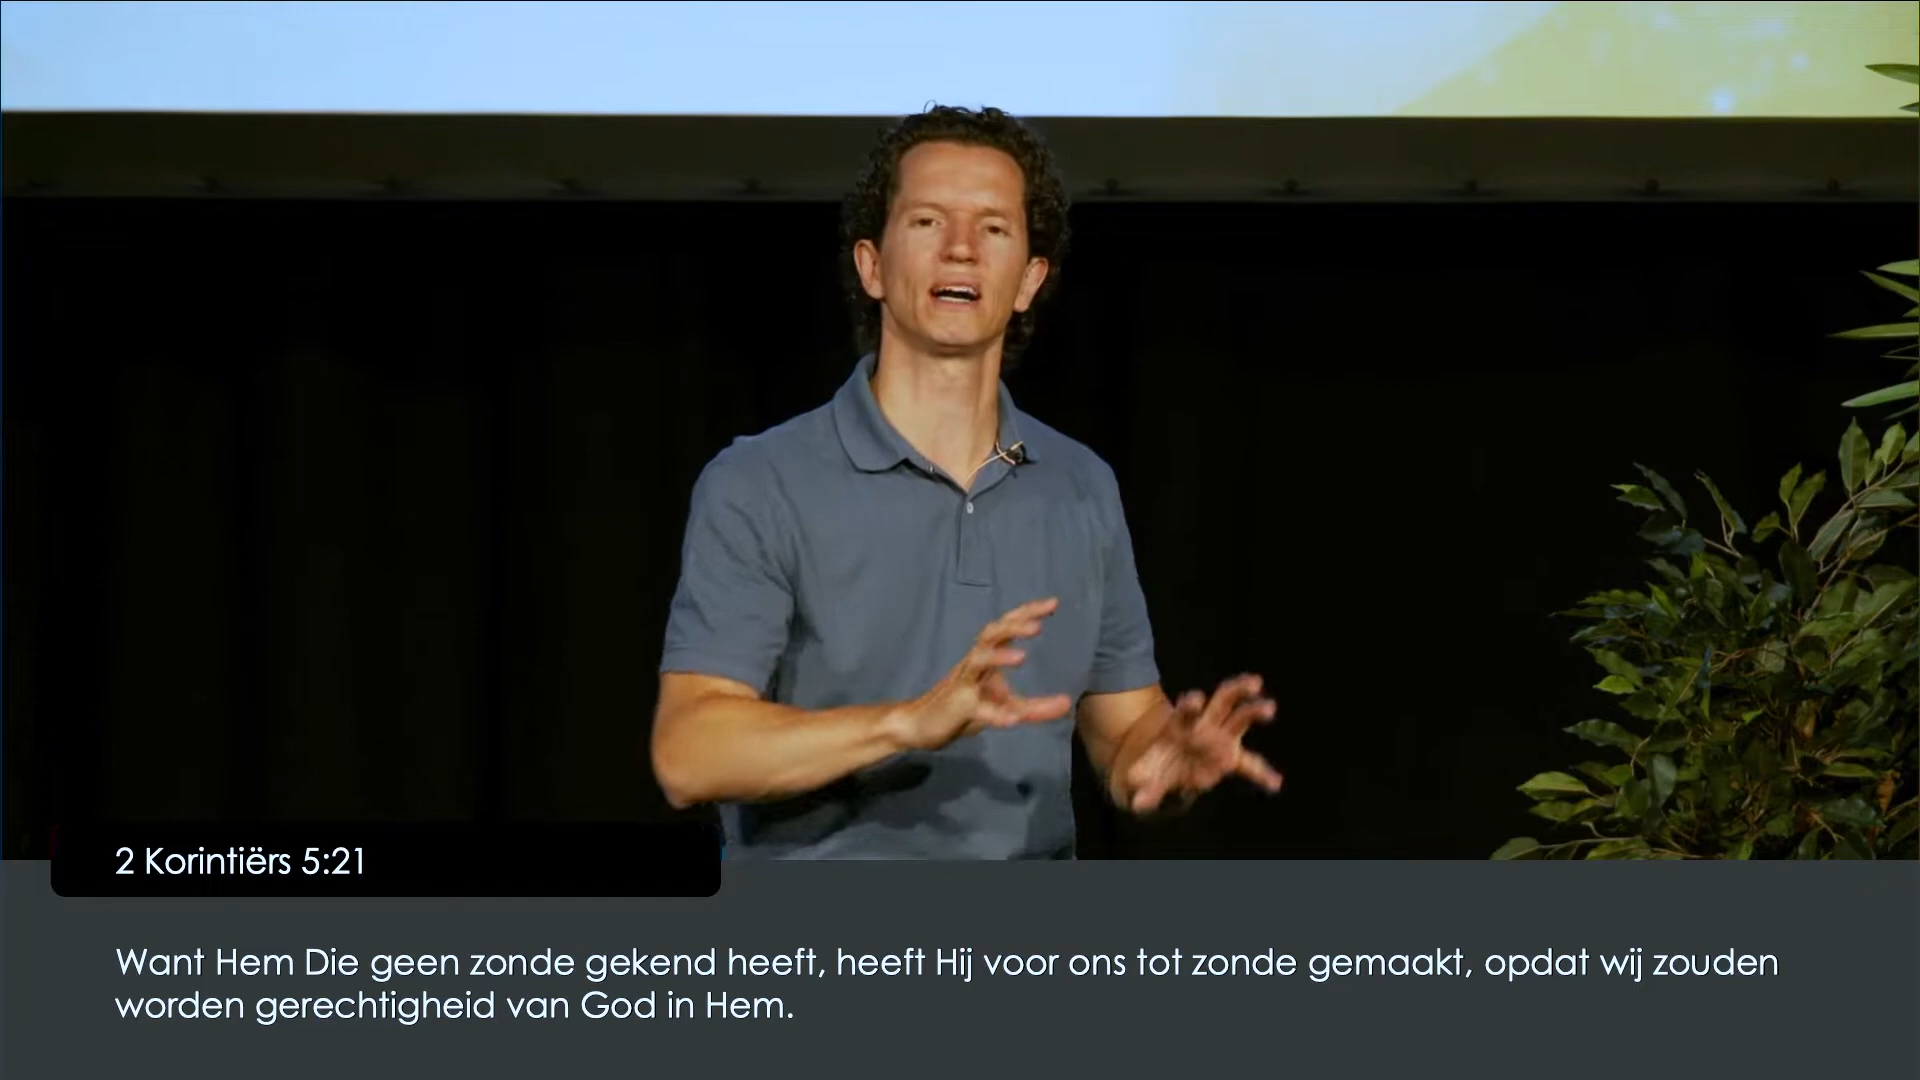 2 Korintiërs 5:21
Want Hem Die geen zonde gekend heeft, heeft Hij voor ons tot zonde gemaakt, opdat wij zouden
worden gerechtigheid van God in Hem.